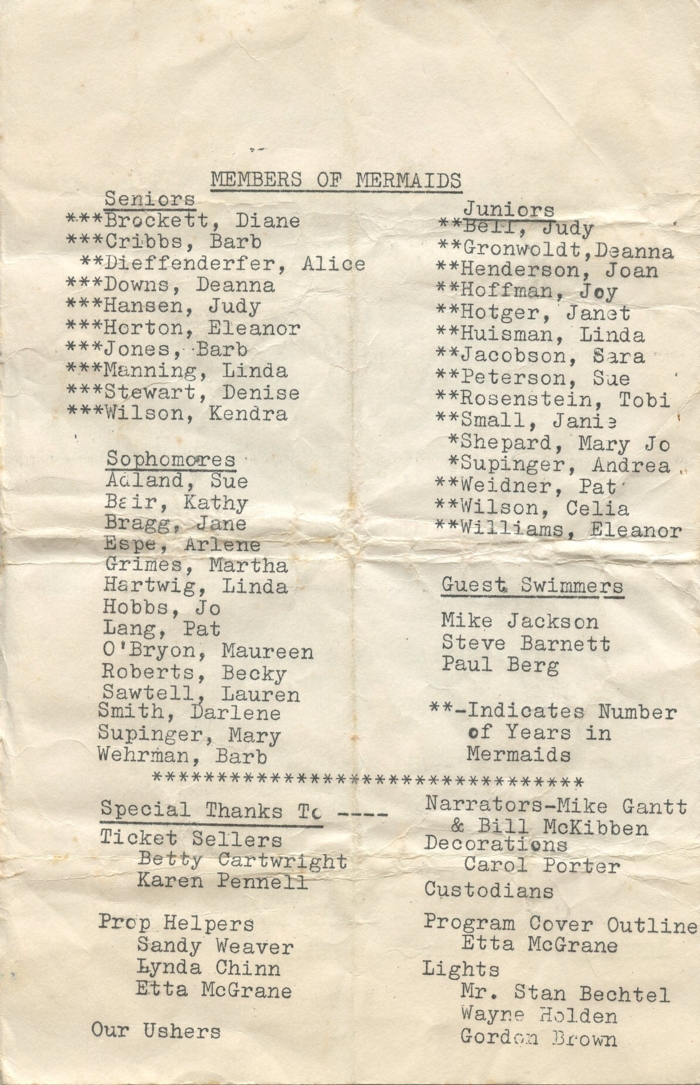 MEMBERS OF MERMAIDS
Seniors
***Brockett, Diane
***Cribbs, Barb
**Dieffenderfer, Alice
***Downs, Deanna
***Hansen, Judy
***Horton, Eleanor
***Jones, Barb
***Manning, Linda
***Stewart, Denise
***Wilson, Kendra
Sophomores
Adland, Sue
Bair, Kathy
Bragg, Jane
Espe, Arlene
Grimes, Martha
Hartwig, Linda
Hobbs, Jo
Lang, Pat
O'Bryon, Maureen
Roberts, Becky
Sawtell, Lauren
Smith, Darlene
Supinger, Mary
Wehrman, Barb
Juniors
**Bell, Judy
**Gronwoldt,Deanna
**Henderson, Joan
**Hoffman, Joy
**Hotger, Janet
**Huisman, Linda
**Jacobson, Sara
**Peterson, Sue
**Rosenstein, Tobi
**Small, Janie
*Shepard, Mary Jo
*Supinger, Andrea
**Weidner, Pat
**Wilson, Celia
**Williams, Eleanor
Guest Swimmers
Mike Jackson
Steve Barnett
Paul Berg
**-Indicates Number
of Years in
Mermaids
*********************************
Special Thanks To ----
Ticket Sellers
Betty Cartwright
Karen Pennell
Prop Helpers
Sandy Weaver
Lynda Chinn
Etta McGrane
Our Ushers
Narrators-Mike Gantt
& Bill McKibben
Decorations
Carol Porter
Custodians
Program Cover Outline
Etta McGrane
Lights
Mr. Stan Bechtel
Wayne Holden
Gordon Brown